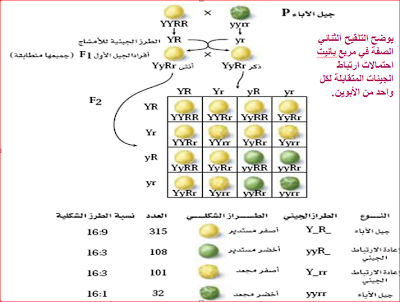 جيل الآباء P
YYRR × yyrr
يوضح التلقيح الثنائي
الصفة في مربع بانيت
احتمالات ارتباط
الجينات المتقابلة لكل
واحد من الأبوين.
الطرز الجينية للأمشاج YR yr
أفراد الجيل الأول F1 (جميعها متطابقة)
أنثى YyRr × ذكر YyRr
F2
YR Yr yR yr
YR YYRR YYRr YyRR YyRr
Yr YYRr YYrr YyRr Yyrr
yR YyRR YyRr yyRR yyRr
yr YyRr Yyrr yyRr yyrr
النوع الطراز الجيني الطراز الشكلي العدد نسبة الطرز الشكلية
جيل الآباء Y_R_ أصفر مستدير 315 16:9
إعادة الارتباط الجيني yyR_ أخضر مستدير 108 16:3
إعادة الارتباط الجيني Y_rr أصفر مجعد 101 16:3
جيل الآباء yyrr أخضر مجعد 32 16:1